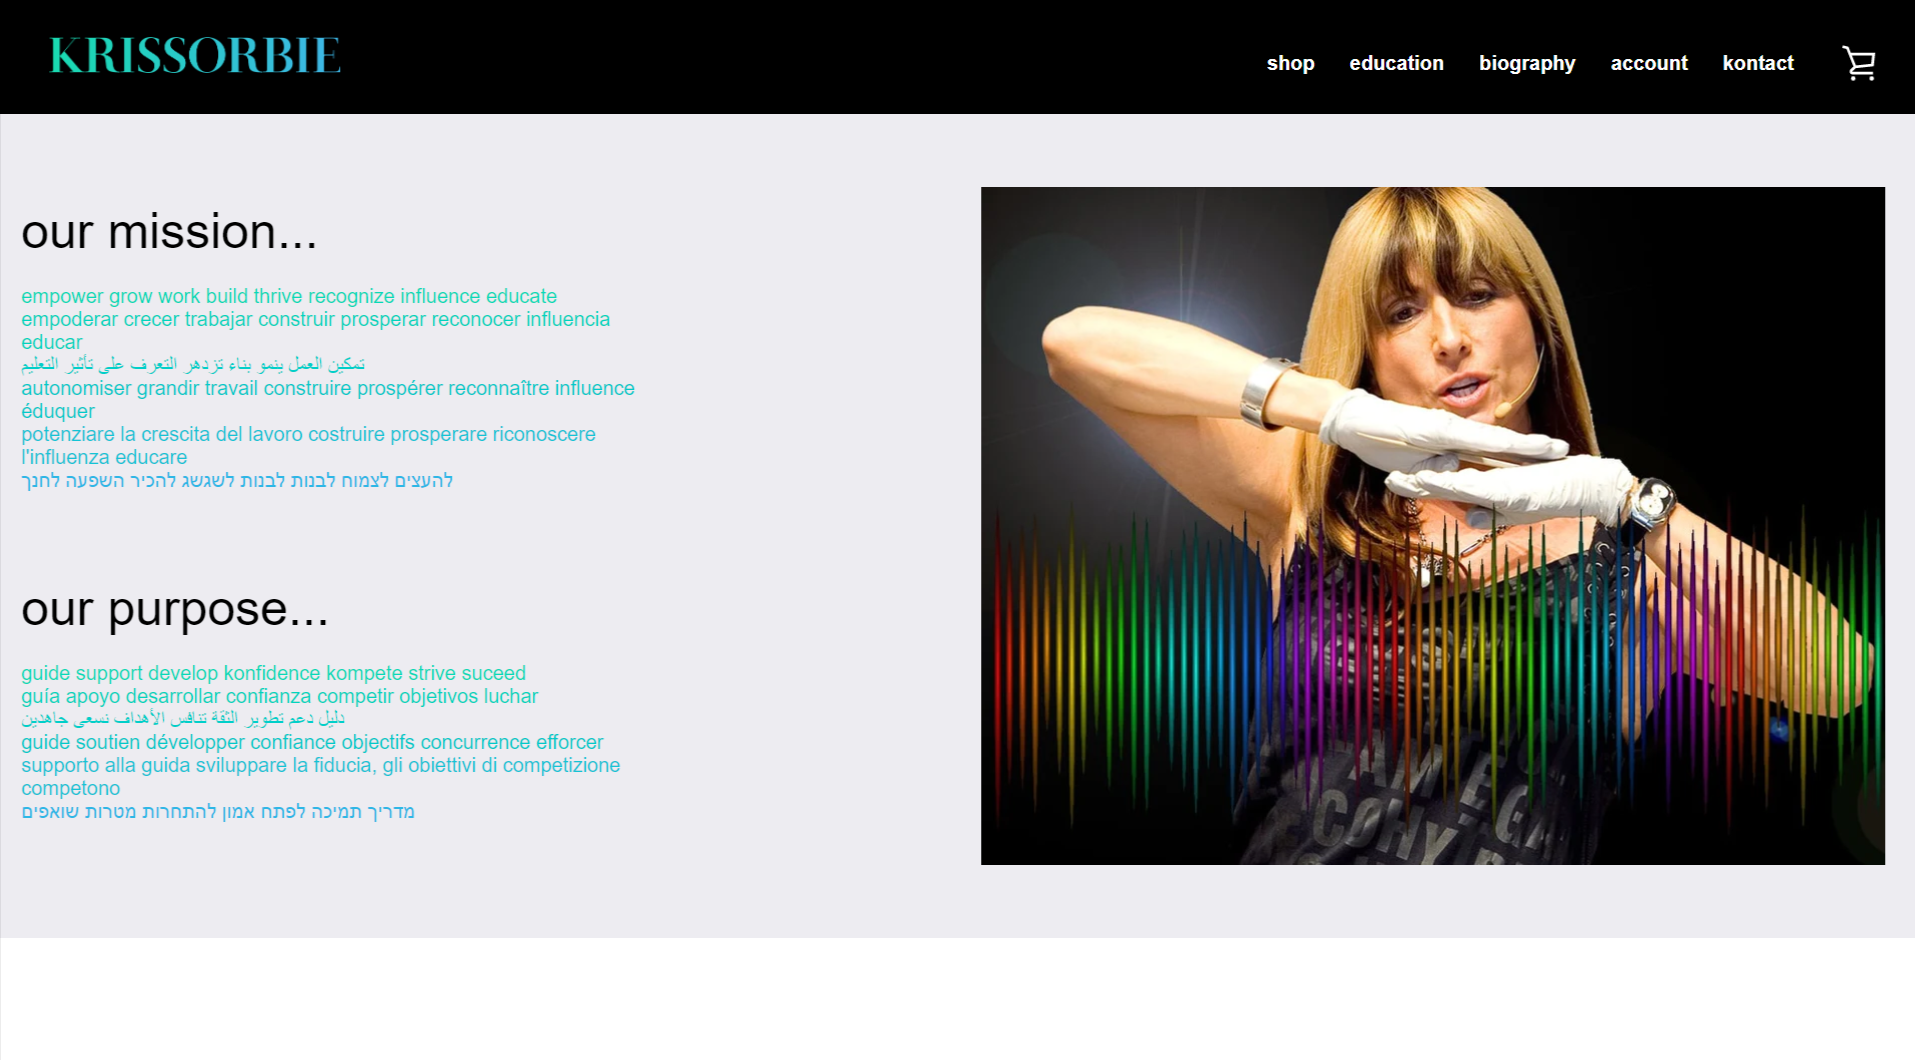 KRISSORBIE
shop education biography account kontact
our mission...
empower grow work build thrive recognize influence educate
empoderar crecer trabajar construir prosperar reconocer influencia
educar
تمكين العمل ينمو بناء تزدهر التعرف على تأثير التعليم
autonomiser grandir travail construire prospérer reconnaître influence
éduquer
potenziare la crescita del lavoro costruire prosperare riconoscere
l'influenza educare
להעצים לצמוח לבנות לבנות לשגשג להכיר השפעה לחנך
our purpose...
guide support develop konfidence kompete strive suceed
guía apoyo desarrollar confianza competir objetivos luchar
دليل دعم تطوير الثقة تنافس الأهداف نسعى جاهدين
guide soutien développer confiance objectifs concurrence efforcer
supporto alla guida sviluppare la fiducia, gli obiettivi di competizione
competono
מדריך תמיכה לפתח אמון להתחרות מטרות שואפים